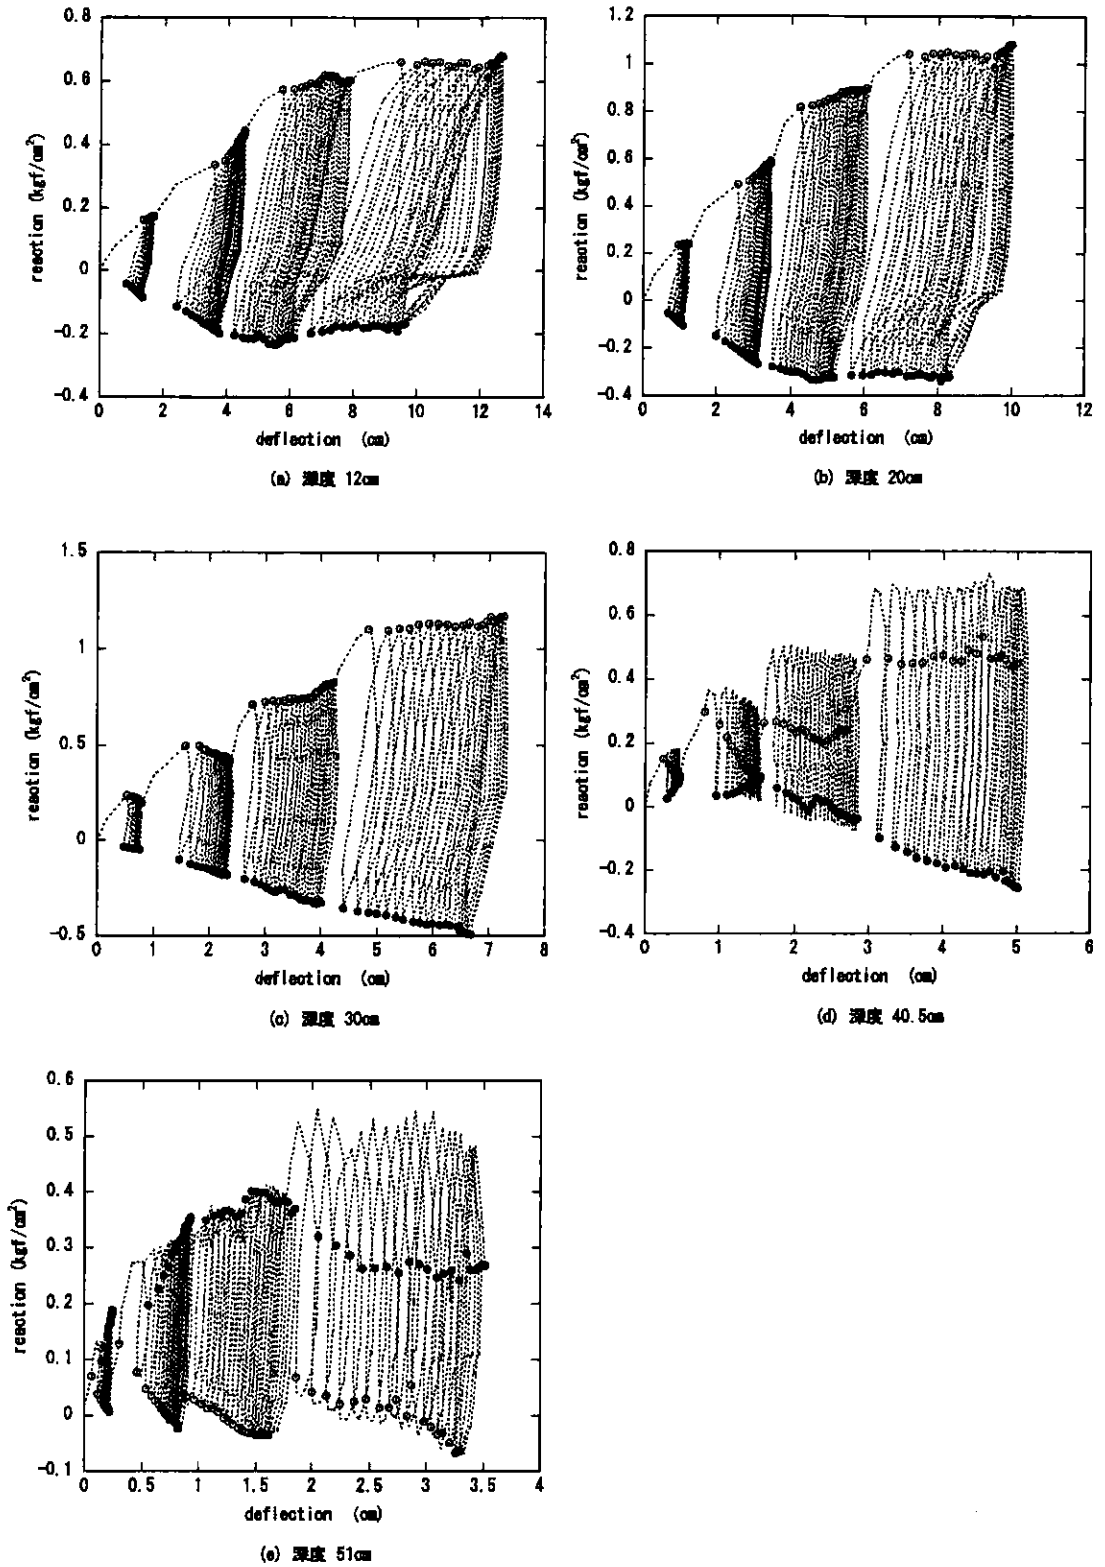 0.8
0.6
0.4
0.2
0
-0.2
-0.4
reaction (kgf/cm²)
0 2 4 6 8 10 12 14
deflection (cm)
(a) 深度 12cm
1.2
1
0.8
0.6
0.4
0.2
0
-0.2
-0.4
reaction (kgf/cm²)
0 2 4 6 8 10 12
deflection (cm)
(b) 深度 20cm
1.5
1
0.5
0
-0.5
reaction (kgf/cm²)
0 1 2 3 4 5 6 7 8
deflection (cm)
(c) 深度 30cm
0.8
0.6
0.4
0.2
0
-0.2
-0.4
reaction (kgf/cm²)
0 1 2 3 4 5 6
deflection (cm)
(d) 深度 40.5cm
0.6
0.5
0.4
0.3
0.2
0.1
0
-0.1
reaction (kgf/cm²)
0 0.5 1 1.5 2 2.5 3 3.5 4
deflection (cm)
(e) 深度 51cm